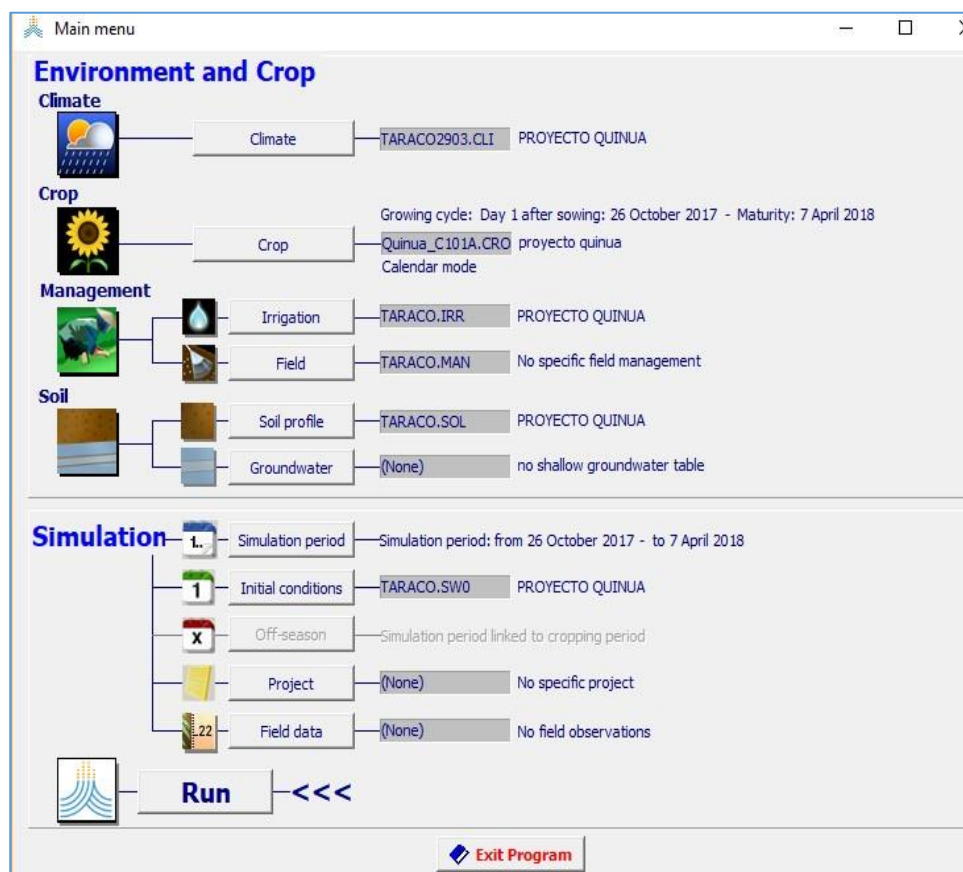 Main menu
Environment and Crop
Climate
Climate
TARACO2903.CLI PROYECTO QUINUA
Crop
Growing cycle: Day 1 after sowing: 26 October 2017 - Maturity: 7 April 2018
Crop
Quinua_C101A.CRO proyecto quinua
Calendar mode
Management
Irrigation TARACO.IRR PROYECTO QUINUA
Field TARACO.MAN No specific field management
Soil
Soil profile TARACO.SOL PROYECTO QUINUA
Groundwater (None) no shallow groundwater table
Simulation
1.. Simulation period Simulation period: from 26 October 2017 - to 7 April 2018
1 Initial conditions TARACO.SW0 PROYECTO QUINUA
X Off-season Simulation period linked to cropping period
Project (None) No specific project
.22 Field data (None) No field observations
Run <<<
Exit Program